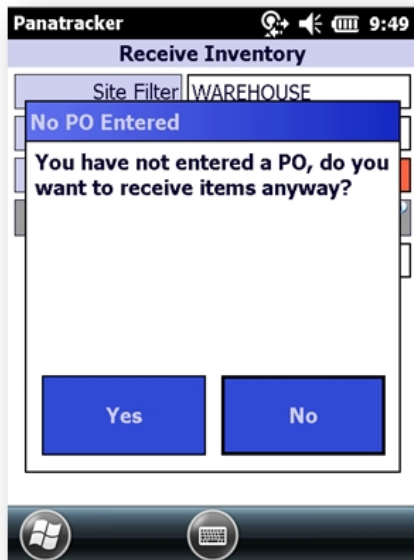 Panatracker 9:49
Receive Inventory
Site Filter WAREHOUSE
No PO Entered
You have not entered a PO, do you
want to receive items anyway?
Yes No